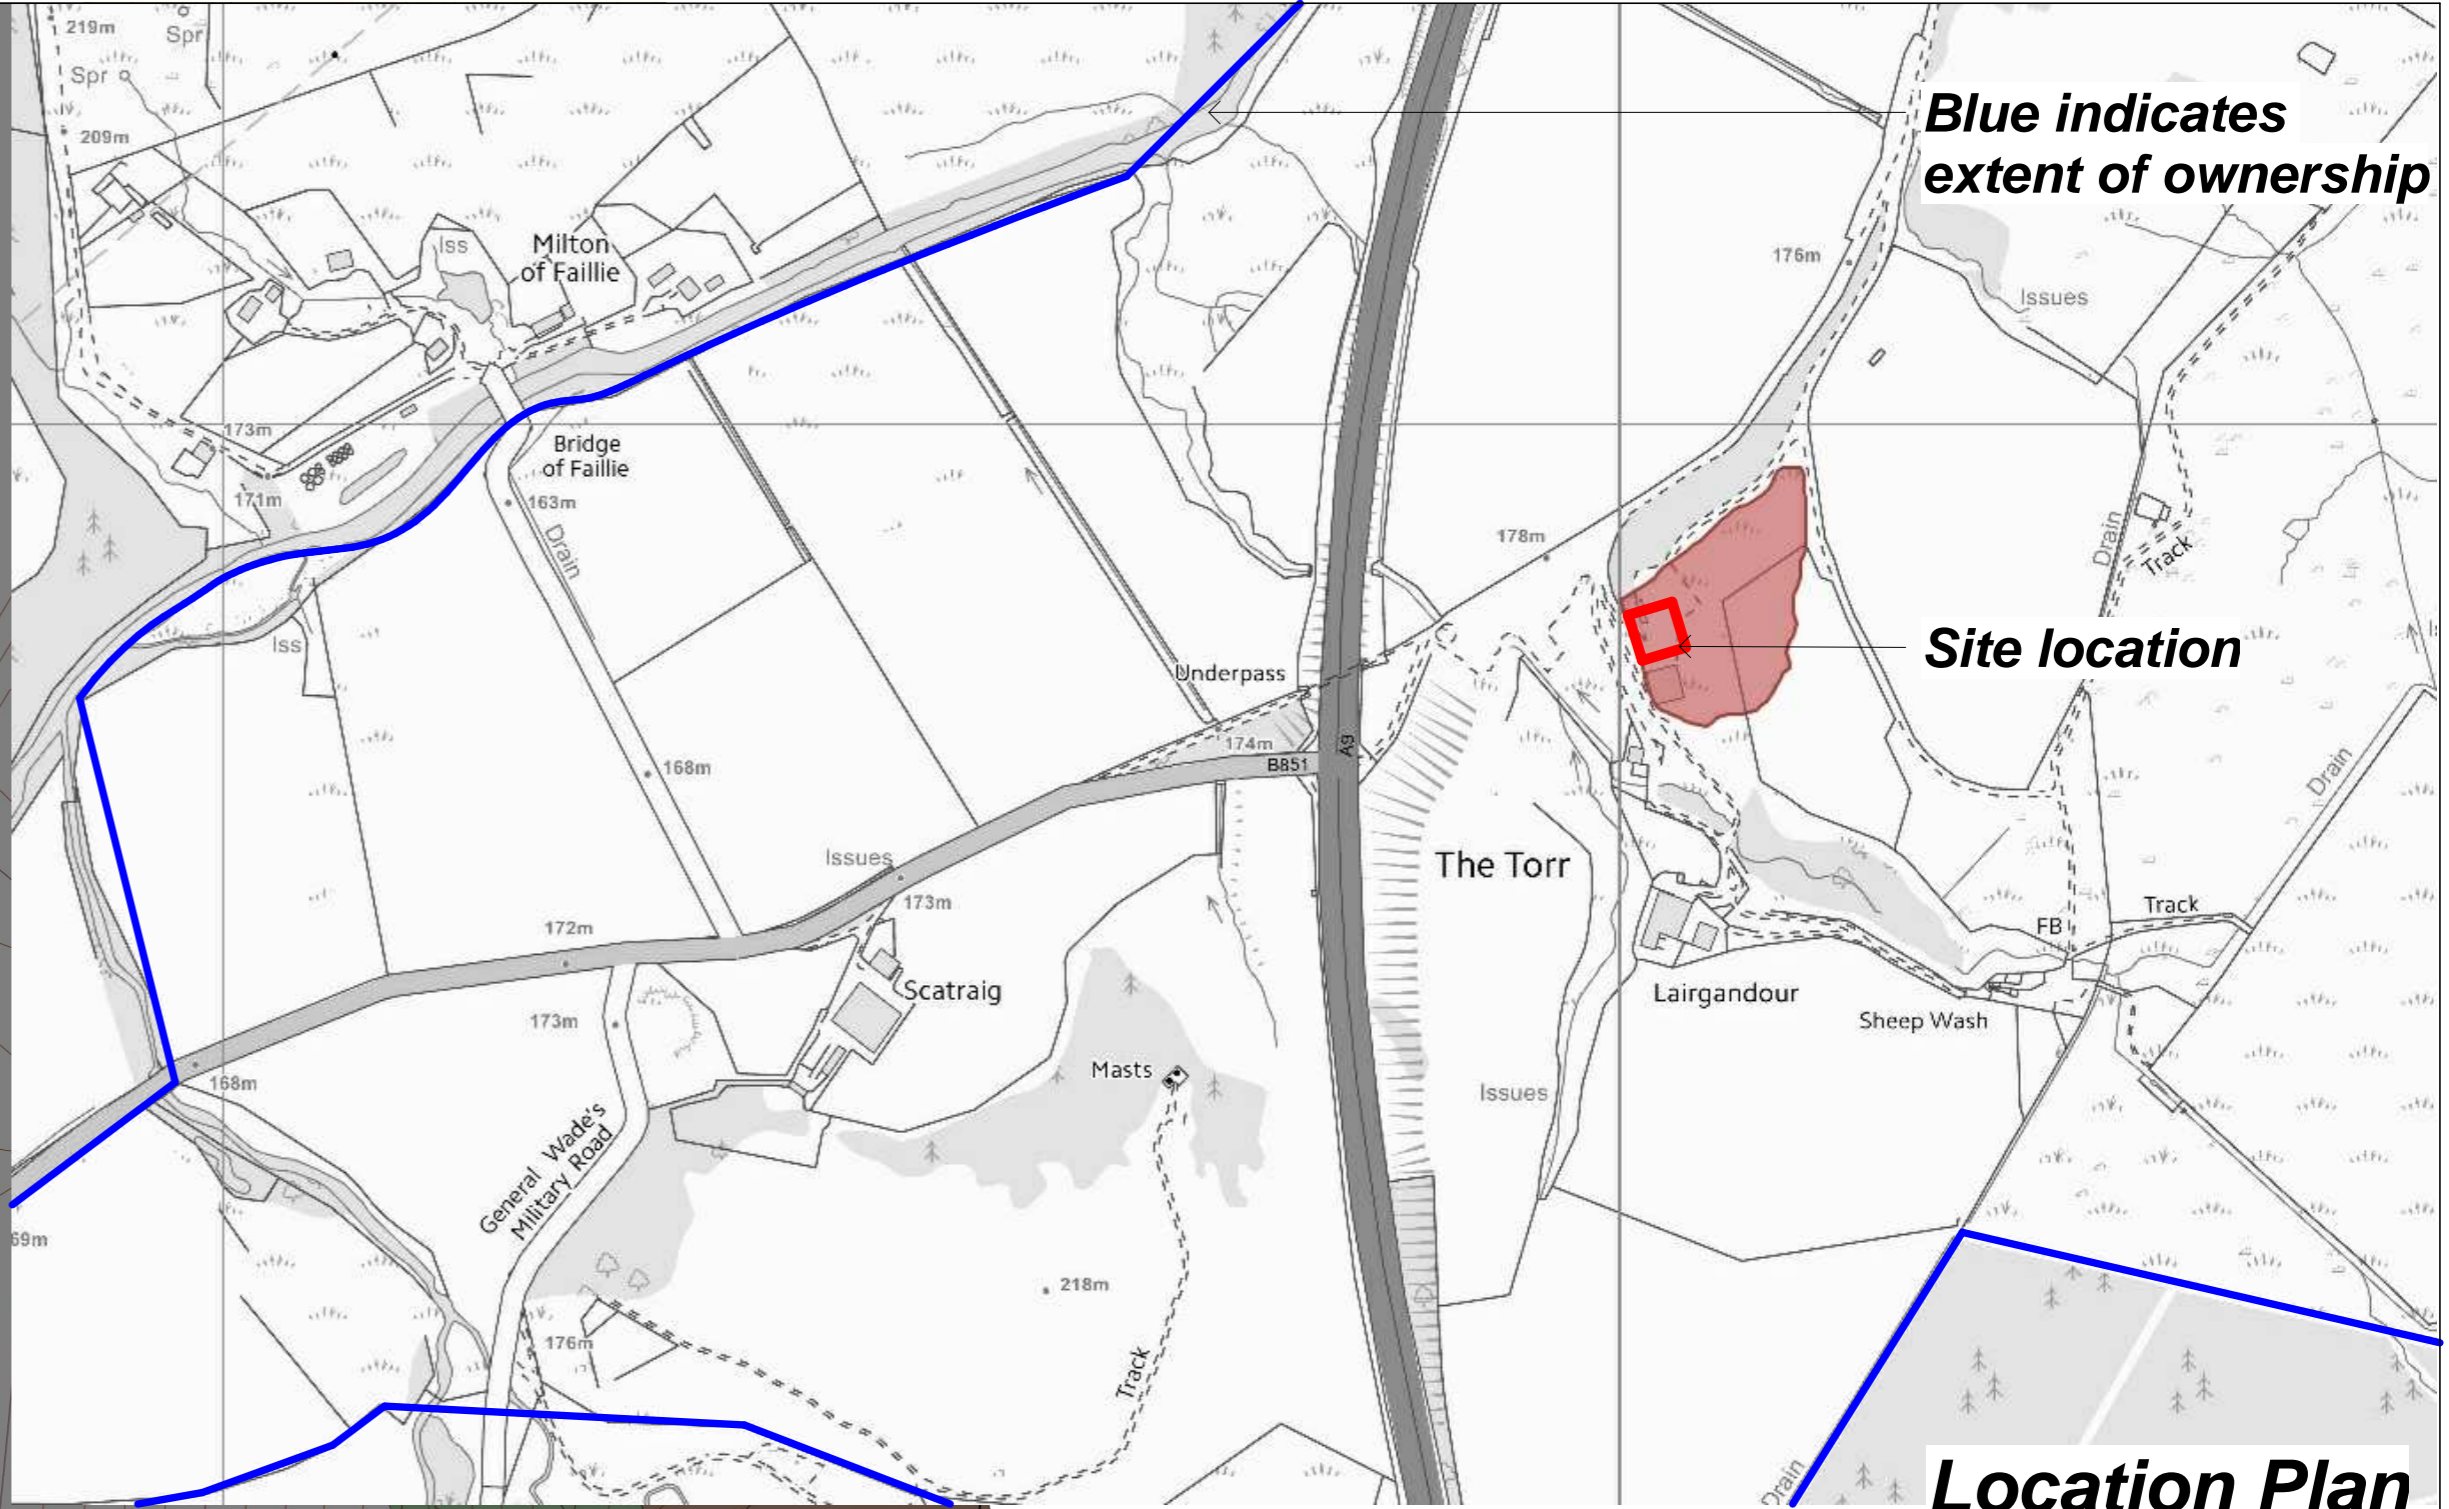 219m
Spr
Spr
209m
Blue indicates
extent of ownership
Iss
Milton
of Faillie
176m
Issues
173m
Bridge
of Faillie
171m
163m
Drain
178m
Drain
Track
Iss
Underpass
Site location
174m
B851
A9
168m
Drain
Issues
The Torr
173m
172m
Track
FB
Scatraig
Lairgandour
173m
Sheep Wash
Masts
168m
Issues
General Wade's
Military Road
69m
218m
176m
Track
Drain
Location Plan